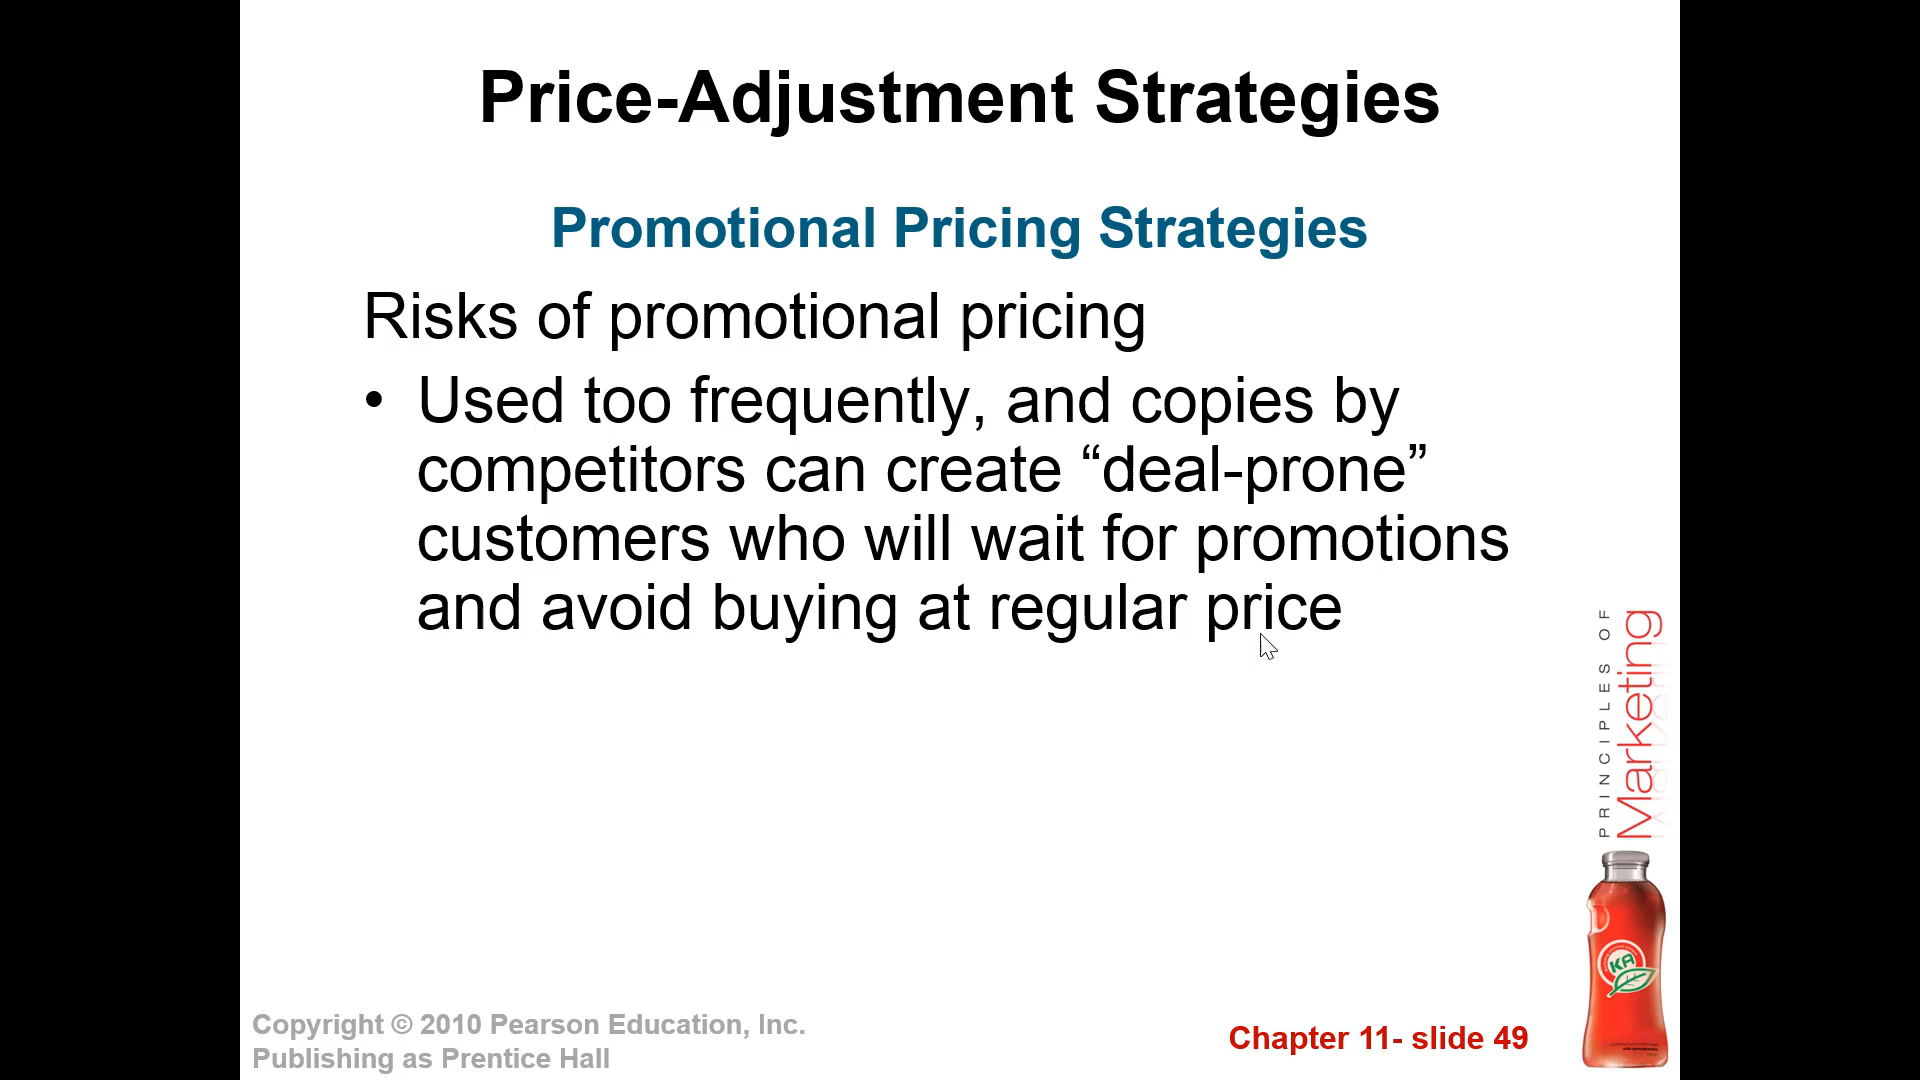 Price-Adjustment Strategies
Promotional Pricing Strategies
Risks of promotional pricing
• Used too frequently, and copies by
competitors can create “deal-prone”
customers who will wait for promotions
and avoid buying at regular price
PRINCIPLES OF
Marketing
KA
Copyright © 2010 Pearson Education, Inc.
Publishing as Prentice Hall
Chapter 11- slide 49